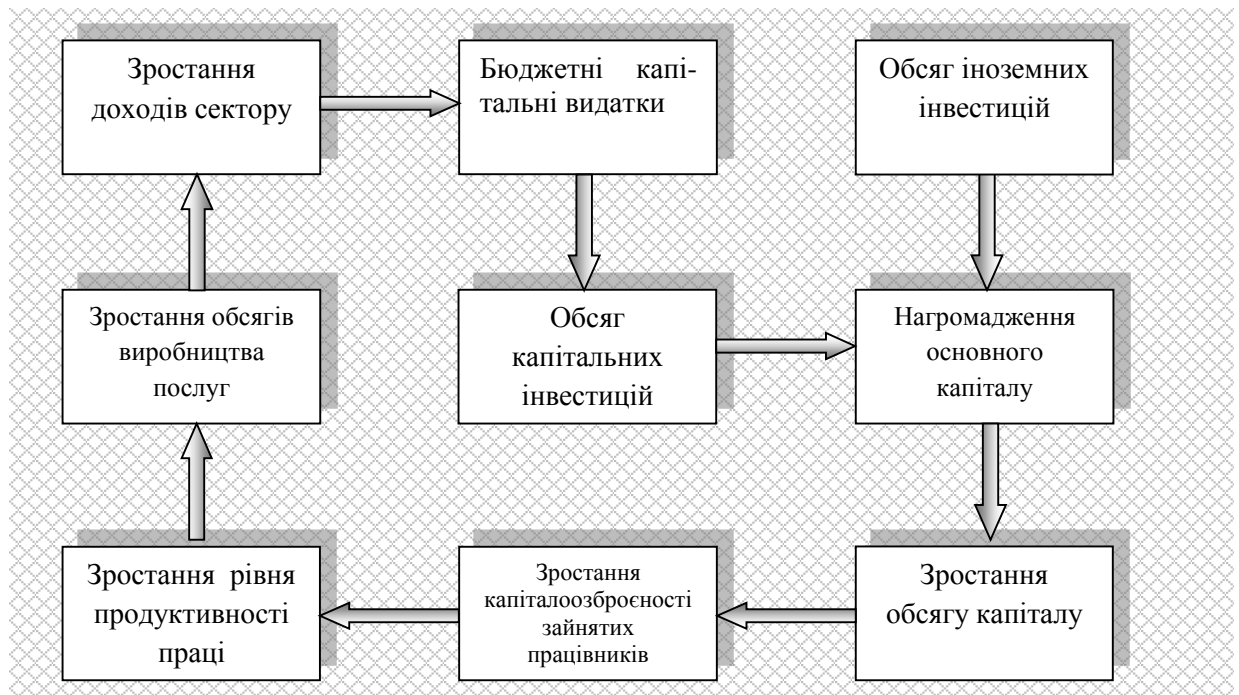 Зростання
доходів сектору
Бюджетні капі-
тальні видатки
Обсяг іноземних
інвестицій
Зростання обсягів
виробництва
послуг
Обсяг
капітальних
інвестицій
Нагромадження
основного
капіталу
Зростання рівня
продуктивності
праці
Зростання
капіталоозброєності
зайнятих
працівників
Зростання
обсягу капіталу